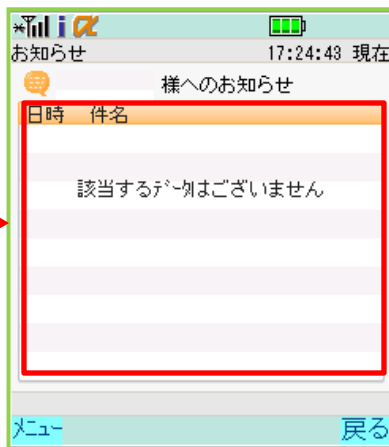 お知らせ 17:24:43 現在
様へのお知らせ
日時 件名
該当するﾃﾞｰﾀはございません
ﾒﾆｭｰ 戻る